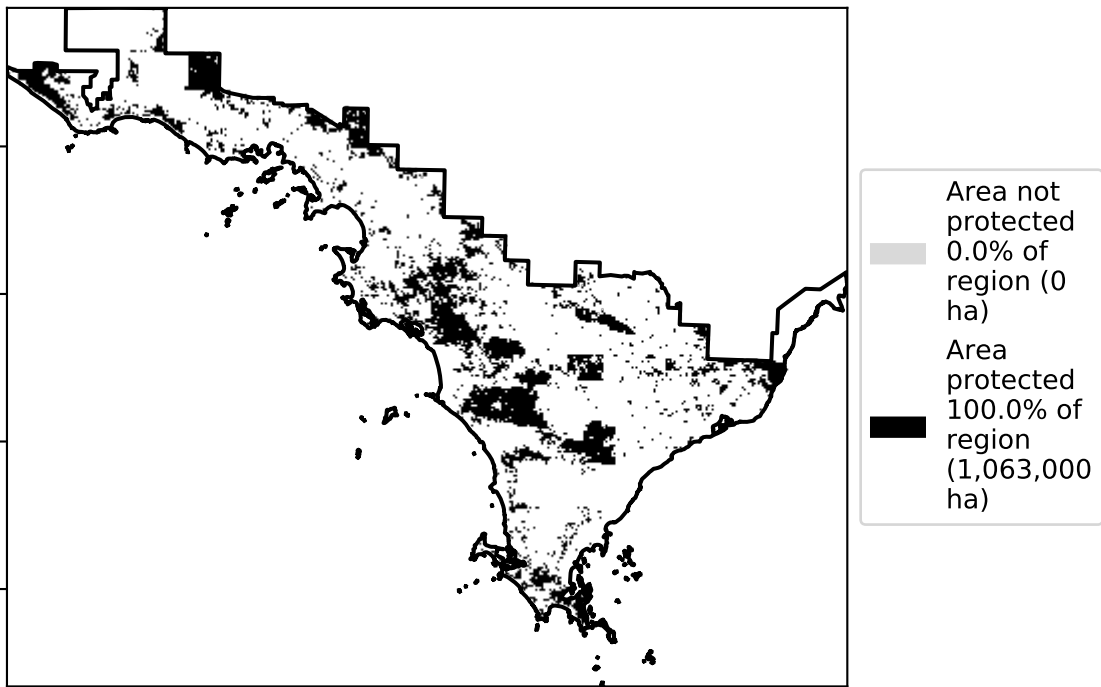 Area not
protected
0.0% of
region (0
ha)
Area
protected
100.0% of
region
(1,063,000
ha)